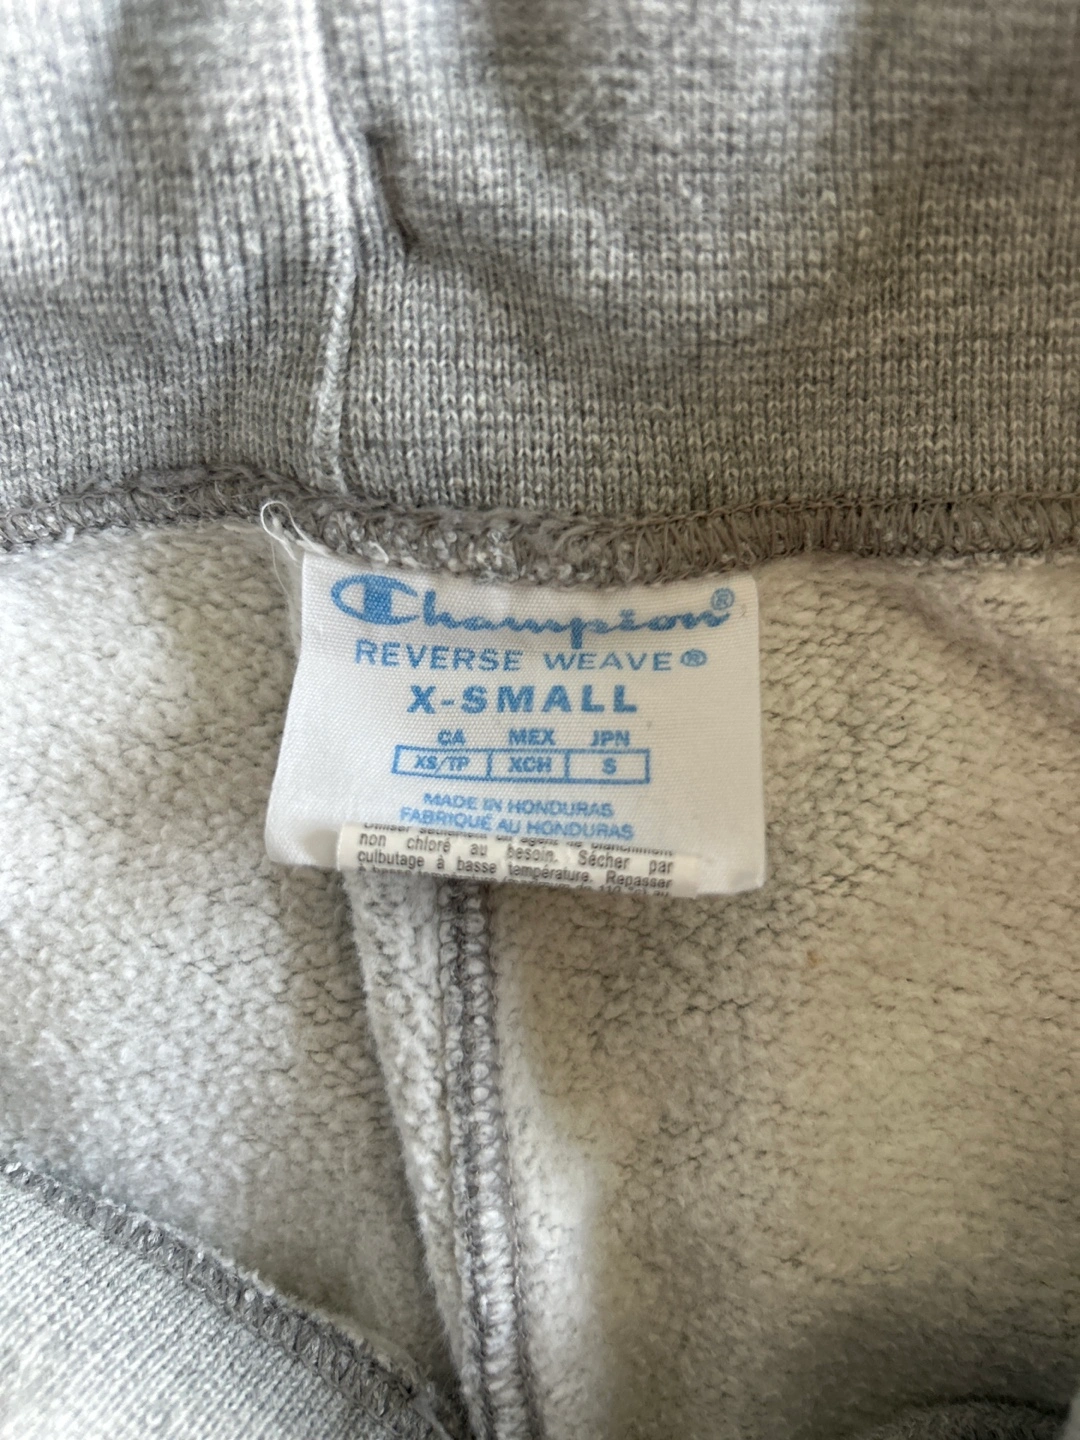 Champion®
REVERSE WEAVE®
X-SMALL
CA MEX JPN
XS/TP XCH S
MADE IN HONDURAS
FABRIQUÉ AU HONDURAS
non chloré au besoin. Sécher par
culbutage à basse température. Repasser